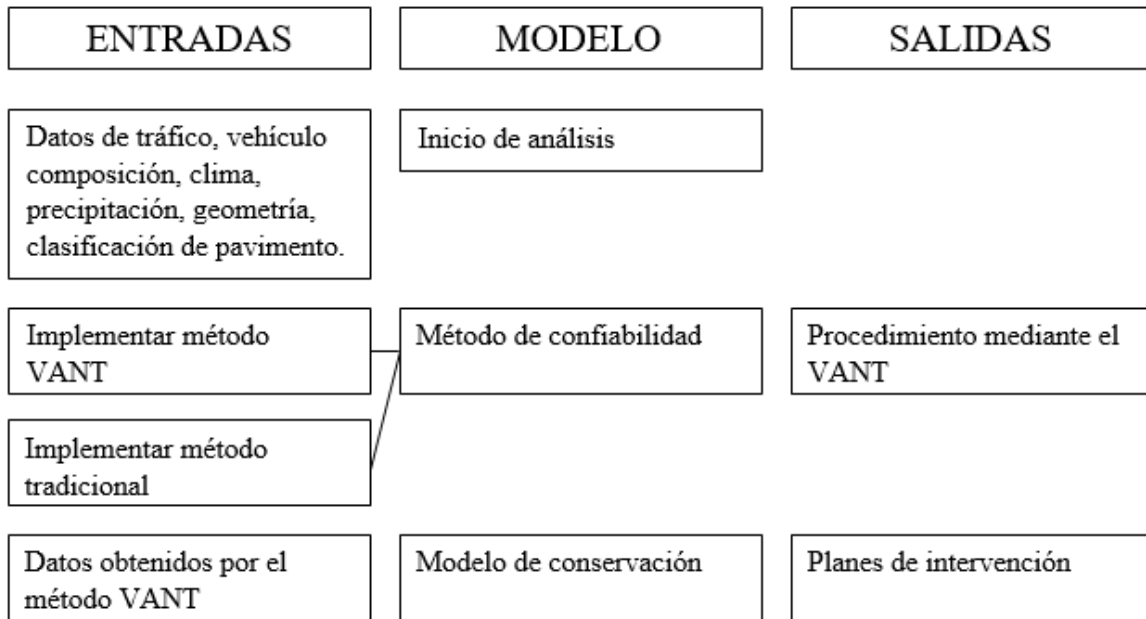 ENTRADAS
MODELO
SALIDAS
Datos de tráfico, vehículo
composición, clima,
precipitación, geometría,
clasificación de pavimento.
Inicio de análisis
Implementar método
VANT
Método de confíabilidad
Procedimiento mediante el
VANT
Implementar método
tradicional
Datos obtenidos por el
método VANT
Modelo de conservación
Planes de intervención